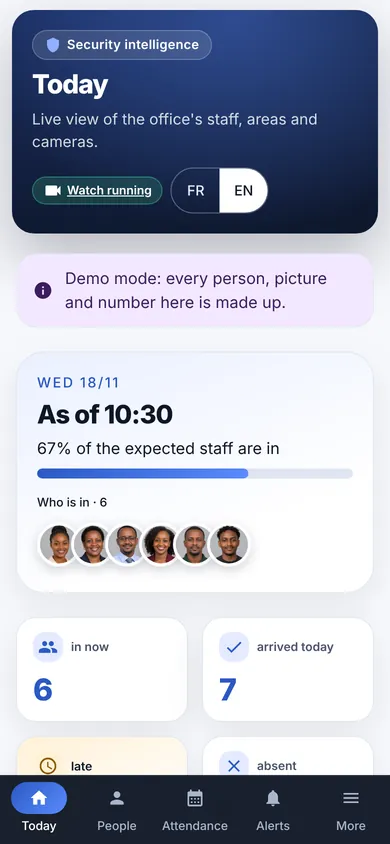 Security intelligence
Today
Live view of the office's staff, areas and
cameras.
Watch running
FR
EN
Demo mode: every person, picture
and number here is made up.
WED 18/11
As of 10:30
67% of the expected staff are in
Who is in · 6
in now
6
arrived today
7
late
absent
Today
People
Attendance
Alerts
More